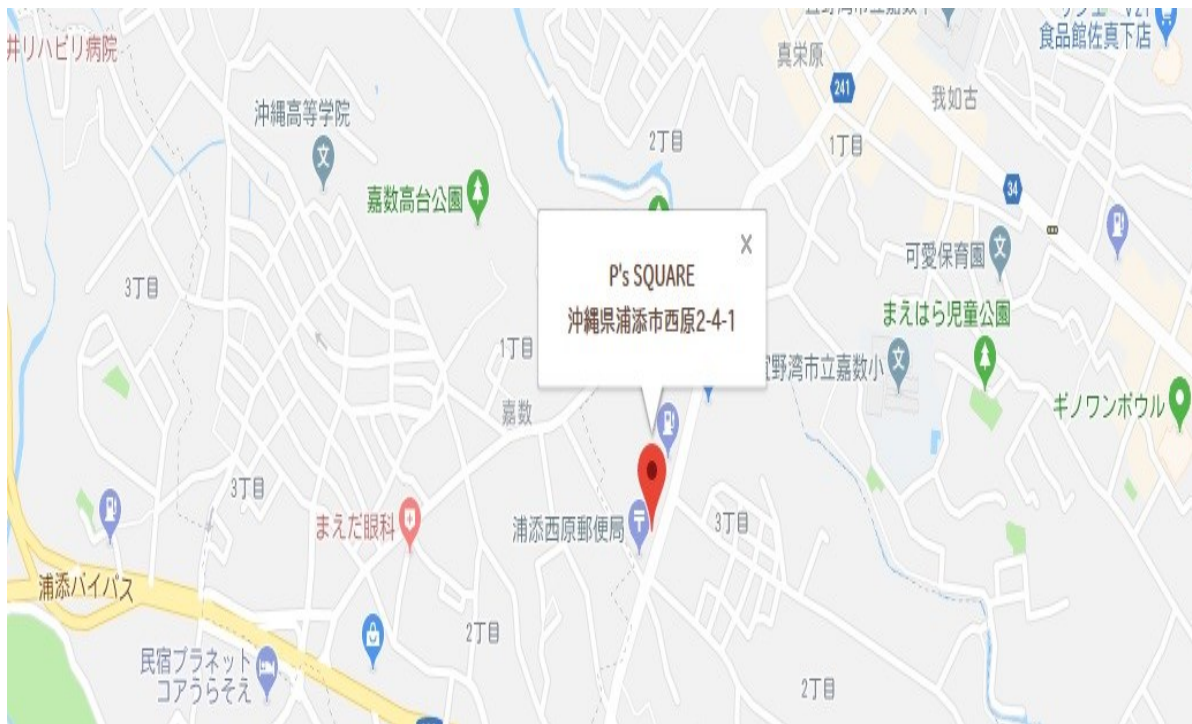 食品館佐真下店
井リハビリ病院
真栄原
241
我如古
沖縄高等学院
2丁目
1丁目
嘉数高台公園
34
可愛保育園
P's SQUARE
沖縄県浦添市西原2-4-1
3丁目
まえはら児童公園
1丁目
宜野湾市立嘉数小
嘉数
ギノワンボウル
3丁目
まえだ眼科
浦添西原郵便局
3丁目
浦添バイパス
2丁目
民宿プラネット
コアうらそえ
2丁目